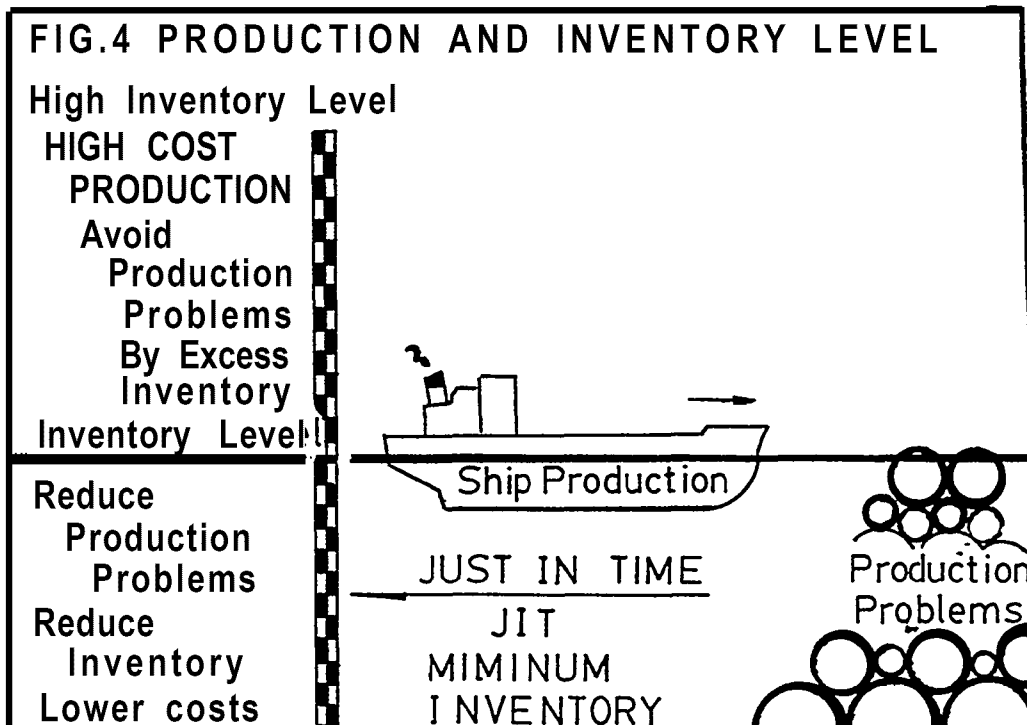 FIG.4 PRODUCTION AND INVENTORY LEVEL
High Inventory Level
HIGH COST
PRODUCTION
Avoid
Production
Problems
By Excess
Inventory
Inventory Level
Ship Production
Reduce
Production
Problems
Reduce
Inventory
Lower costs
JUST IN TIME
JIT
MIMINUM
INVENTORY
Production
Problems